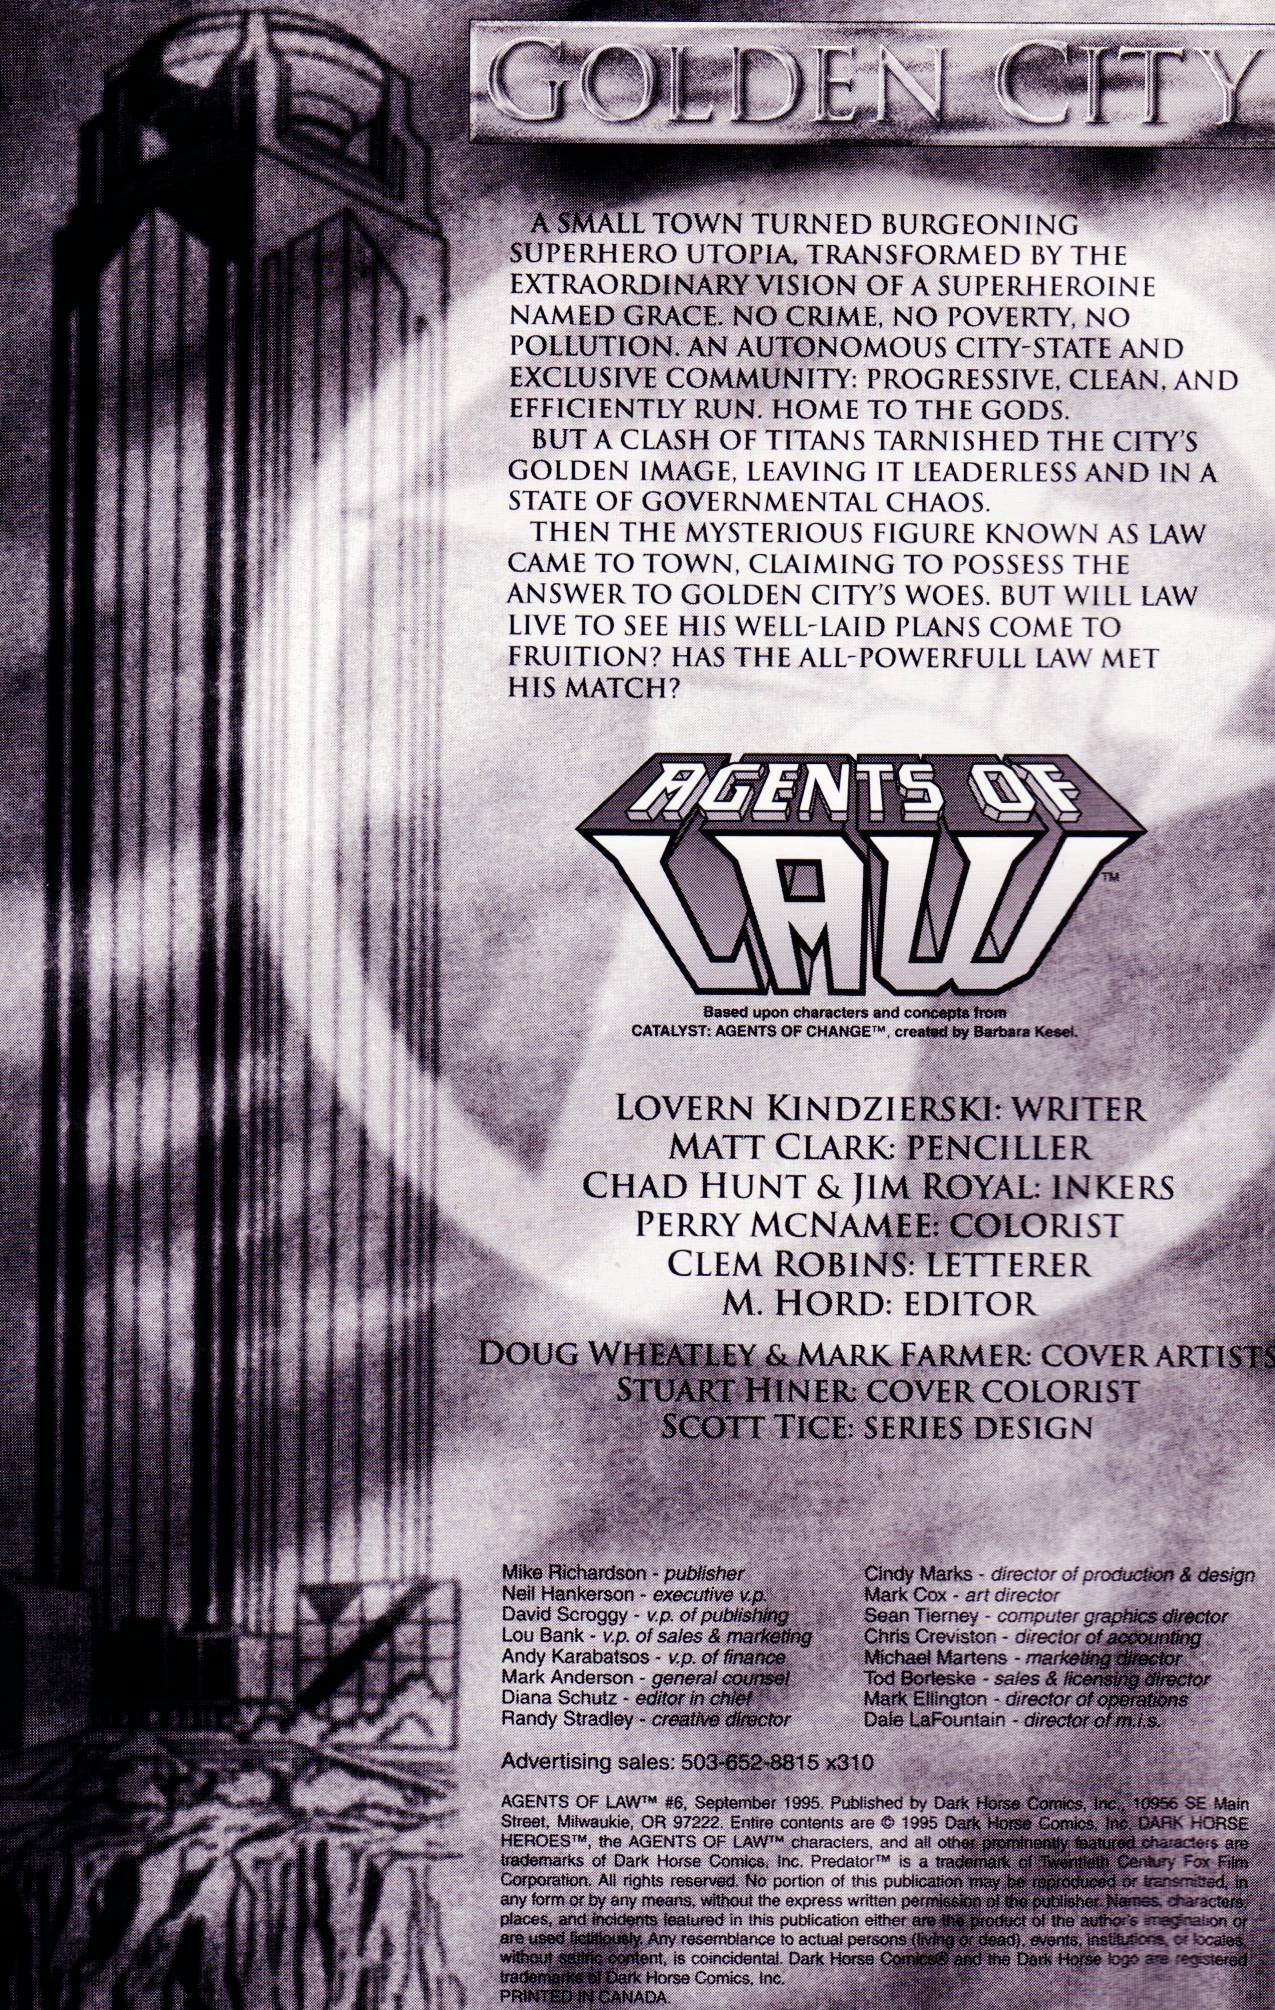 GOLDEN CITY
A SMALL TOWN TURNED BURGEONING
SUPERHERO UTOPIA, TRANSFORMED BY THE
EXTRAORDINARY VISION OF A SUPERHEROINE
NAMED GRACE. NO CRIME, NO POVERTY, NO
POLLUTION. AN AUTONOMOUS CITY-STATE AND
EXCLUSIVE COMMUNITY: PROGRESSIVE, CLEAN, AND
EFFICIENTLY RUN. HOME TO THE GODS.
BUT A CLASH OF TITANS TARNISHED THE CITY'S
GOLDEN IMAGE, LEAVING IT LEADERLESS AND IN A
STATE OF GOVERNMENTAL CHAOS.
THEN THE MYSTERIOUS FIGURE KNOWN AS LAW
CAME TO TOWN, CLAIMING TO POSSESS THE
ANSWER TO GOLDEN CITY'S WOES. BUT WILL LAW
LIVE TO SEE HIS WELL-LAID PLANS COME TO
FRUITION? HAS THE ALL-POWERFULL LAW MET
HIS MATCH?
AGENTS OF
LAW™
Based upon characters and concepts from
CATALYST: AGENTS OF CHANGE™, created by Barbara Kesel.
LOVERN KINDZIERSKI: WRITER
MATT CLARK: PENCILLER
CHAD HUNT & JIM ROYAL: INKERS
PERRY MCNAMEE: COLORIST
CLEM ROBINS: LETTERER
M. HORD: EDITOR
DOUG WHEATLEY & MARK FARMER: COVER ARTISTS
STUART HINER: COVER COLORIST
SCOTT TICE: SERIES DESIGN
Mike Richardson - publisher
Neil Hankerson - executive v.p.
David Scroggy - v.p. of publishing
Lou Bank - v.p. of sales & marketing
Andy Karabatsos - v.p. of finance
Mark Anderson - general counsel
Diana Schutz - editor in chief
Randy Stradley - creative director
Cindy Marks - director of production & design
Mark Cox - art director
Sean Tierney - computer graphics director
Chris Creviston - director of accounting
Michael Martens - marketing director
Tod Borleske - sales & licensing director
Mark Ellington - director of operations
Dale LaFountain - director of m.i.s.
Advertising sales: 503-652-8815 x310
AGENTS OF LAW™ #6, September 1995. Published by Dark Horse Comics, Inc., 10956 SE Main
Street, Milwaukie, OR 97222. Entire contents are © 1995 Dark Horse Comics, Inc. DARK HORSE
HEROES™, the AGENTS OF LAW™ characters, and all other prominently featured characters are
trademarks of Dark Horse Comics, Inc. Predator™ is a trademark of Twentieth Century Fox Film
Corporation. All rights reserved. No portion of this publication may be reproduced or transmitted, in
any form or by any means, without the express written permission of the publisher. Names, characters,
places, and incidents featured in this publication either are the product of the author's imagination or
are used fictitiously. Any resemblance to actual persons (living or dead), events, institutions, or locales,
without satiric content, is coincidental. Dark Horse Comics® and the Dark Horse logo are registered
trademarks of Dark Horse Comics, Inc.
PRINTED IN CANADA.